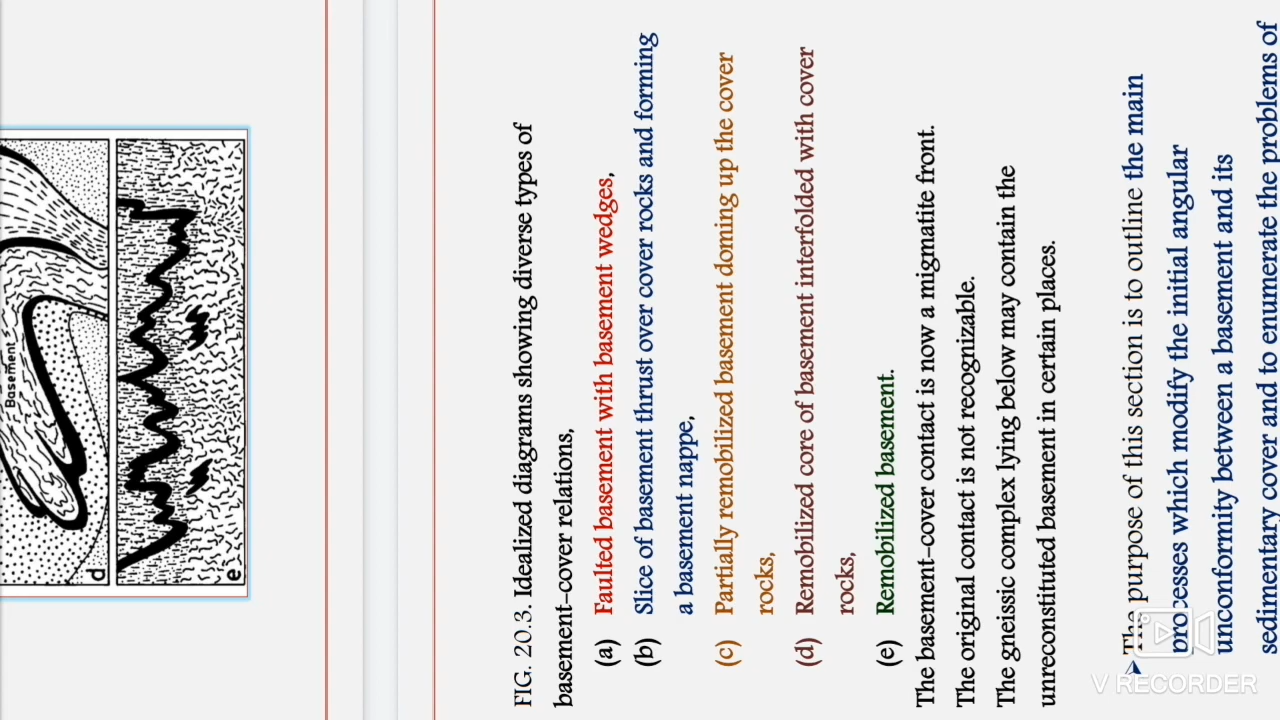 Basement
d
e
FIG. 20.3. Idealized diagrams showing diverse types of
basement–cover relations,
(a) Faulted basement with basement wedges,
(b) Slice of basement thrust over cover rocks and forming
a basement nappe,
(c) Partially remobilized basement doming up the cover
rocks,
(d) Remobilized core of basement interfolded with cover
rocks,
(e) Remobilized basement.
The basement–cover contact is now a migmatite front.
The original contact is not recognizable.
The gneissic complex lying below may contain the
unreconstituted basement in certain places.
➤ The purpose of this section is to outline the main
processes which modify the initial angular
unconformity between a basement and its
sedimentary cover and to enumerate the problems of
V RECORDER